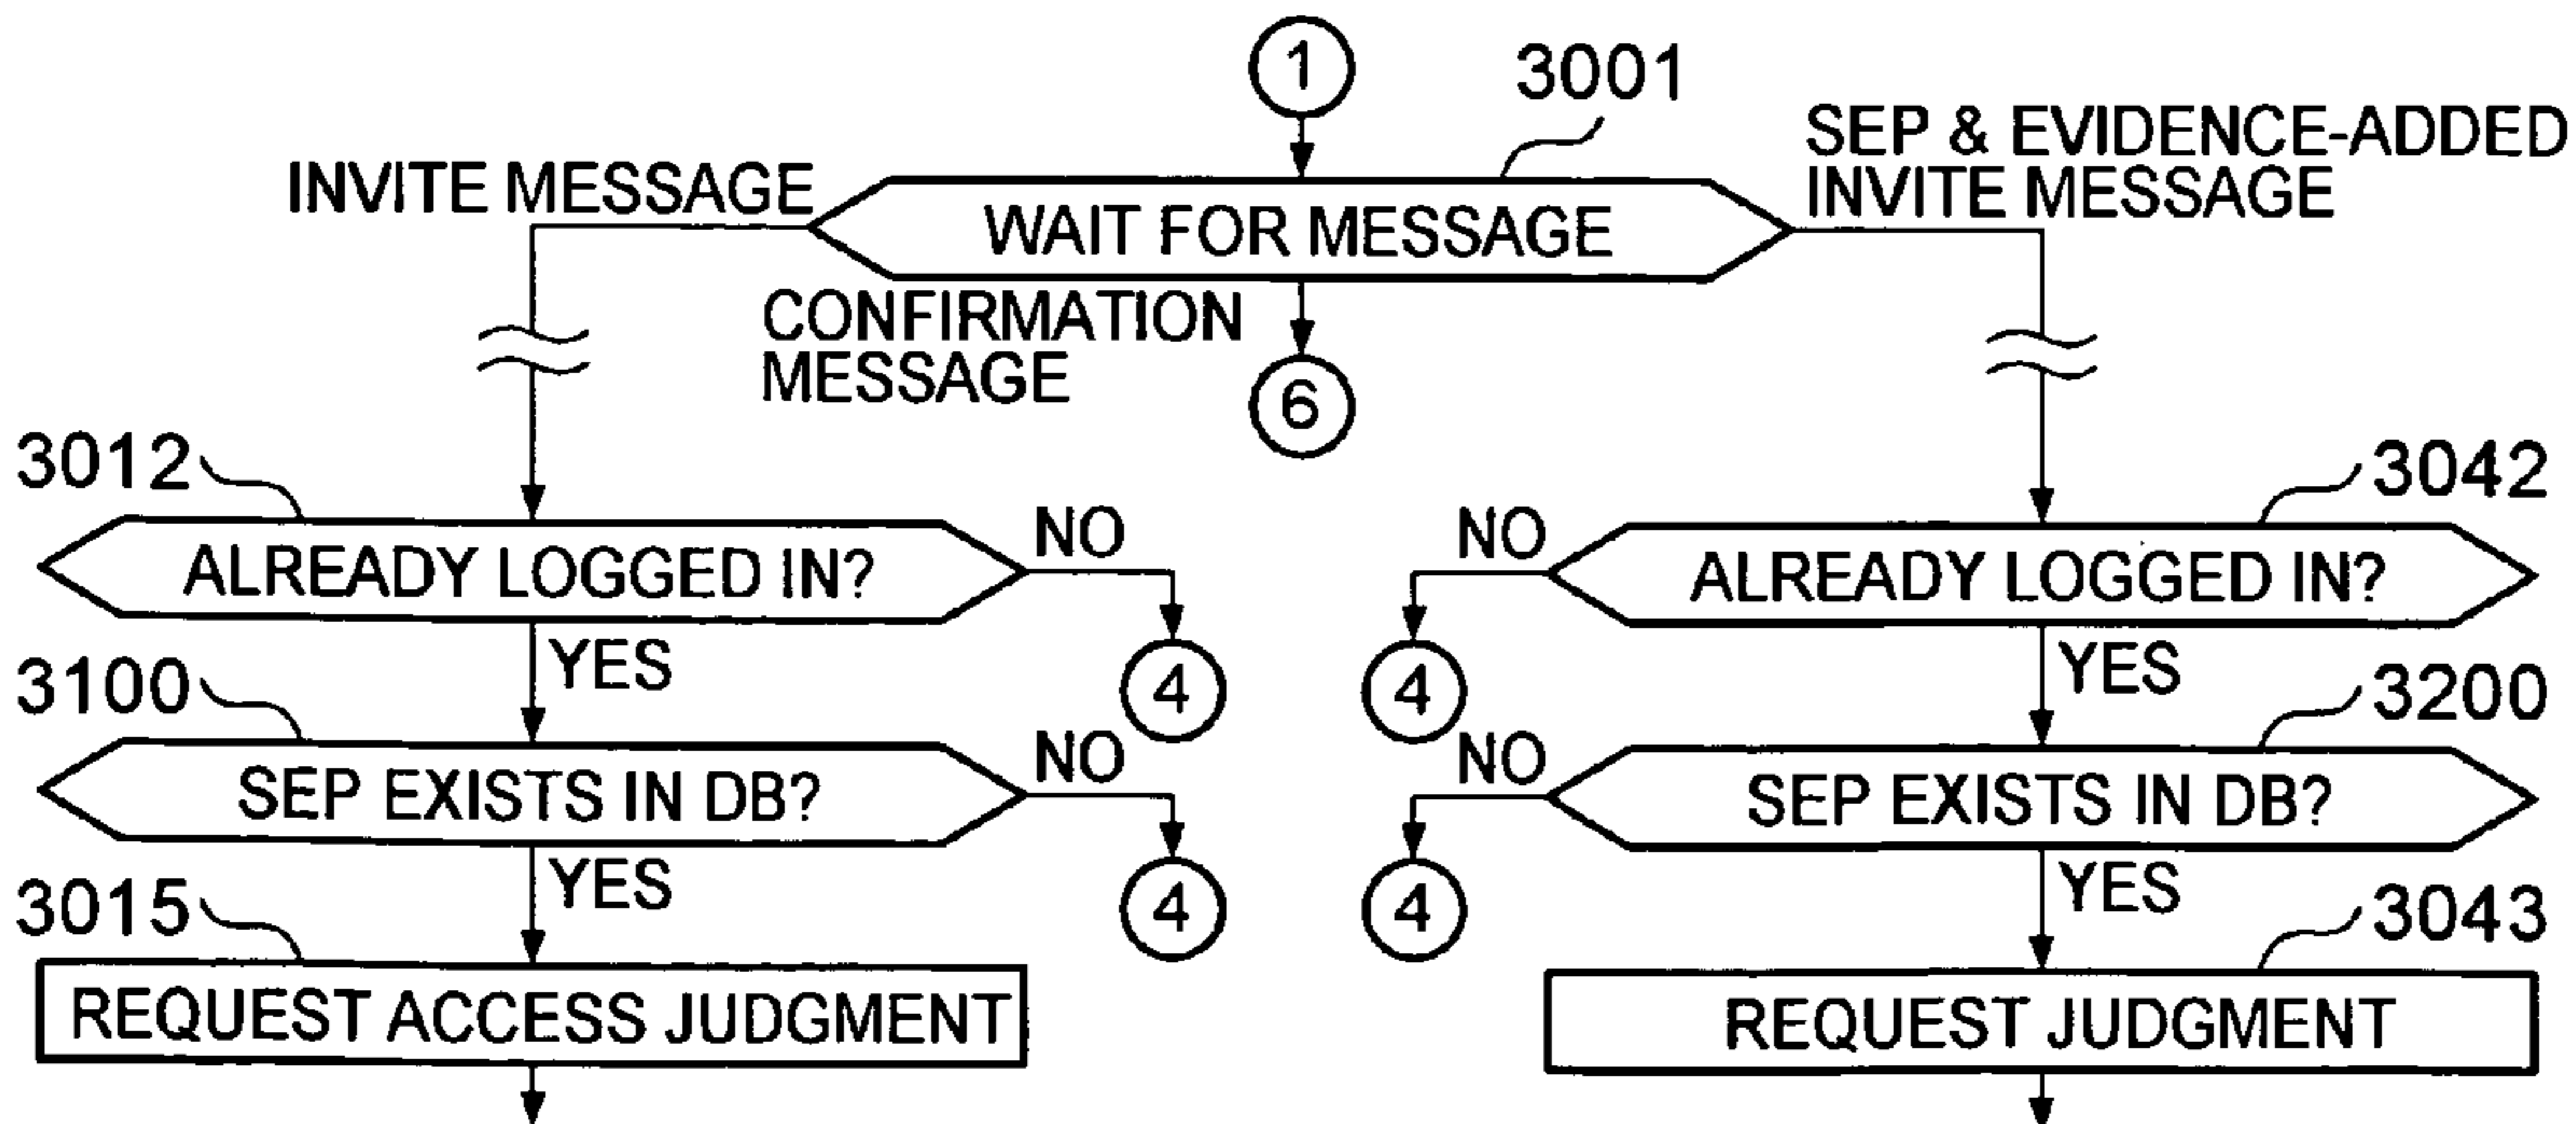 1
3001
SEP & EVIDENCE-ADDED
INVITE MESSAGE
INVITE MESSAGE
WAIT FOR MESSAGE
CONFIRMATION
MESSAGE
6
3012
ALREADY LOGGED IN?
NO
4
YES
3100
SEP EXISTS IN DB?
NO
4
YES
3015
REQUEST ACCESS JUDGMENT
3042
NO
ALREADY LOGGED IN?
4
YES
3200
NO
SEP EXISTS IN DB?
4
YES
3043
REQUEST JUDGMENT